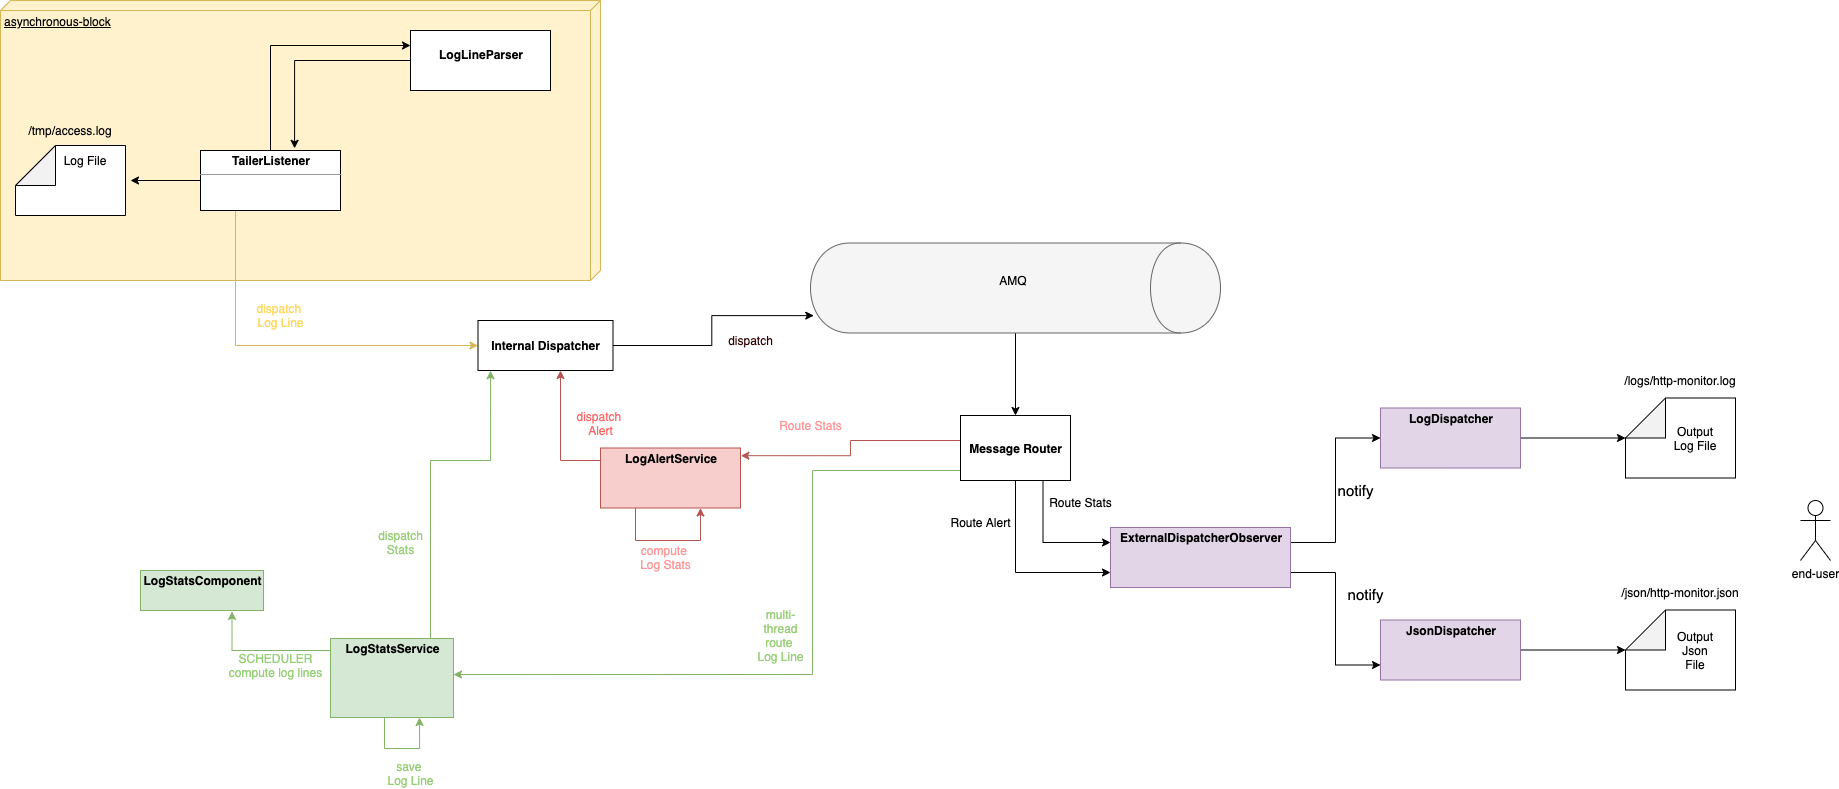 asynchronous-block
LogLineParser
/tmp/access.log
Log File
TailerListener
dispatch
Log Line
Internal Dispatcher
dispatch
AMQ
dispatch
Alert
Route Stats
LogAlertService
compute
Log Stats
Message Router
Route Alert
Route Stats
ExternalDispatcherObserver
notify
notify
LogDispatcher
/logs/http-monitor.log
Output
Log File
JsonDispatcher
/json/http-monitor.json
Output
Json
File
end-user
dispatch
Stats
LogStatsComponent
SCHEDULER
compute log lines
LogStatsService
save
Log Line
multi-
thread
route
Log Line